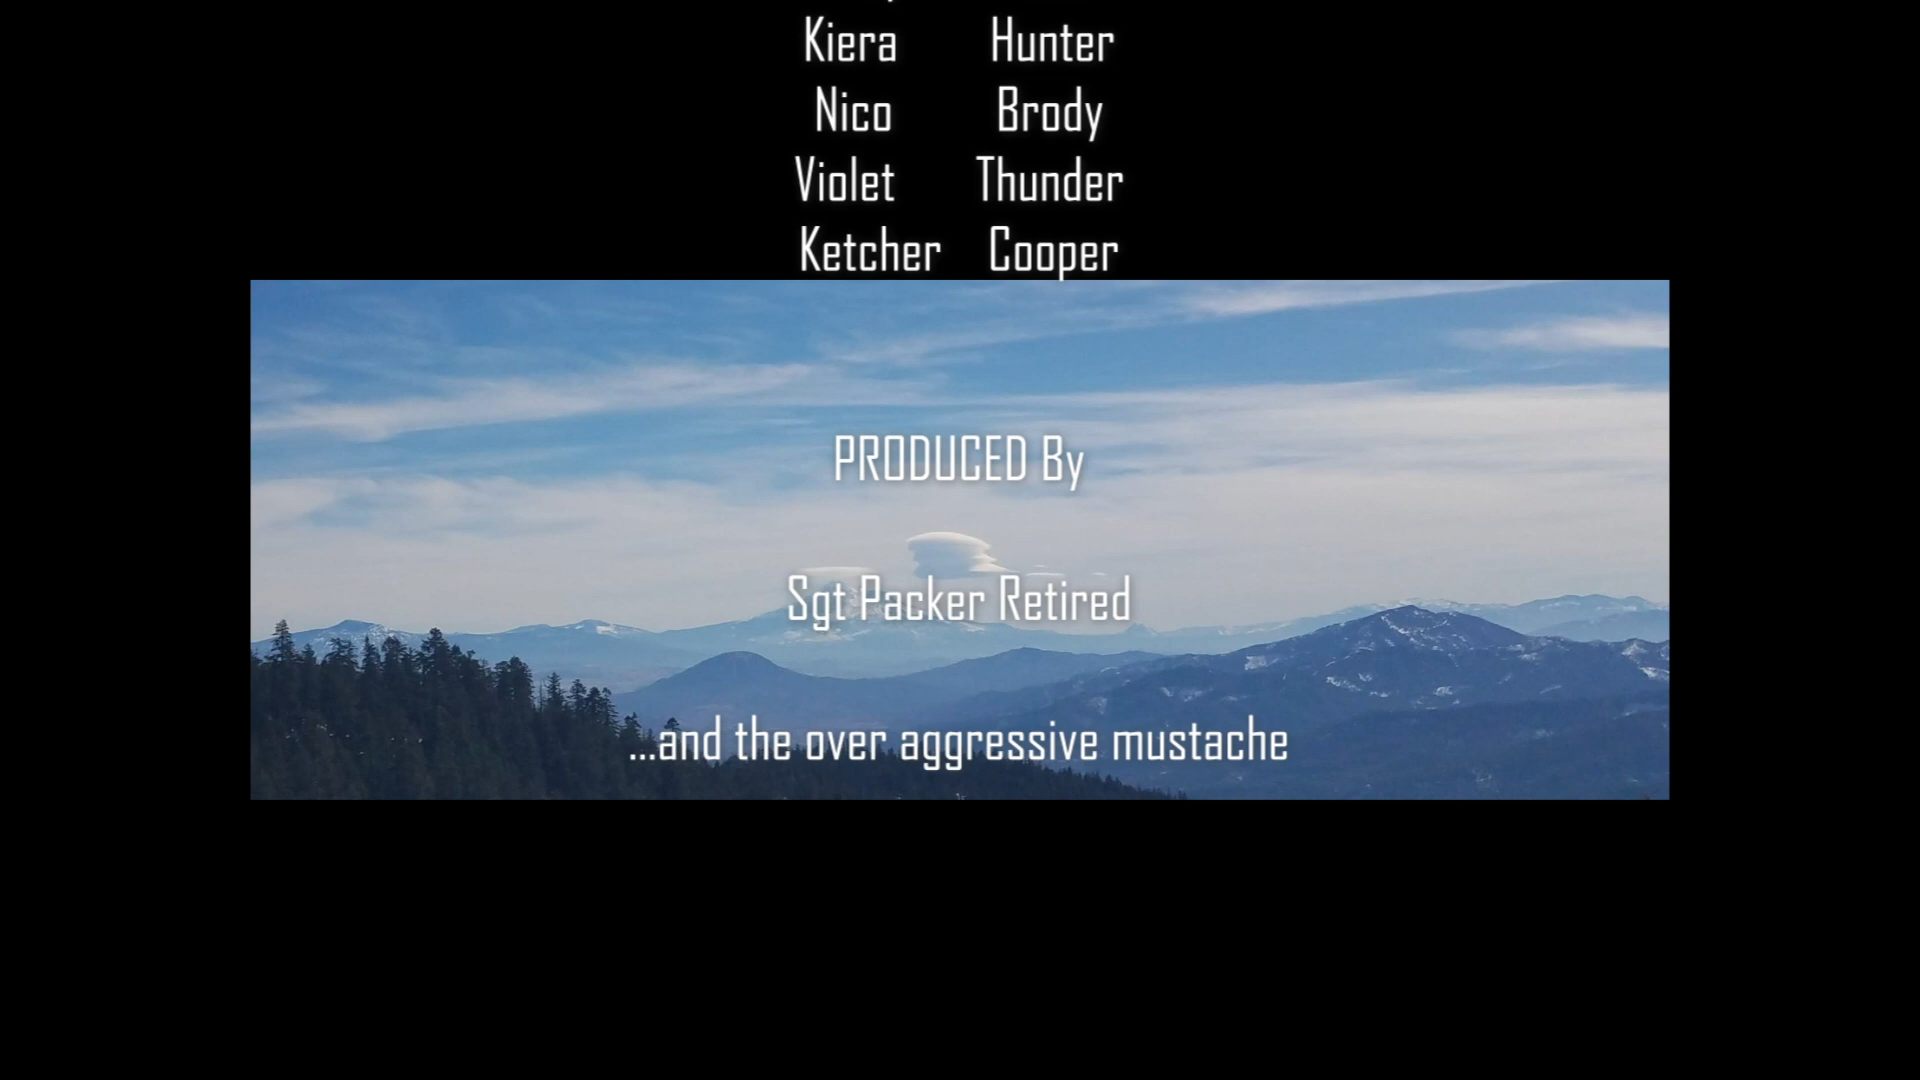 Kiera Hunter
Nico Brody
Violet Thunder
Ketcher Cooper
PRODUCED By
Sgt Packer Retired
...and the over aggressive mustache